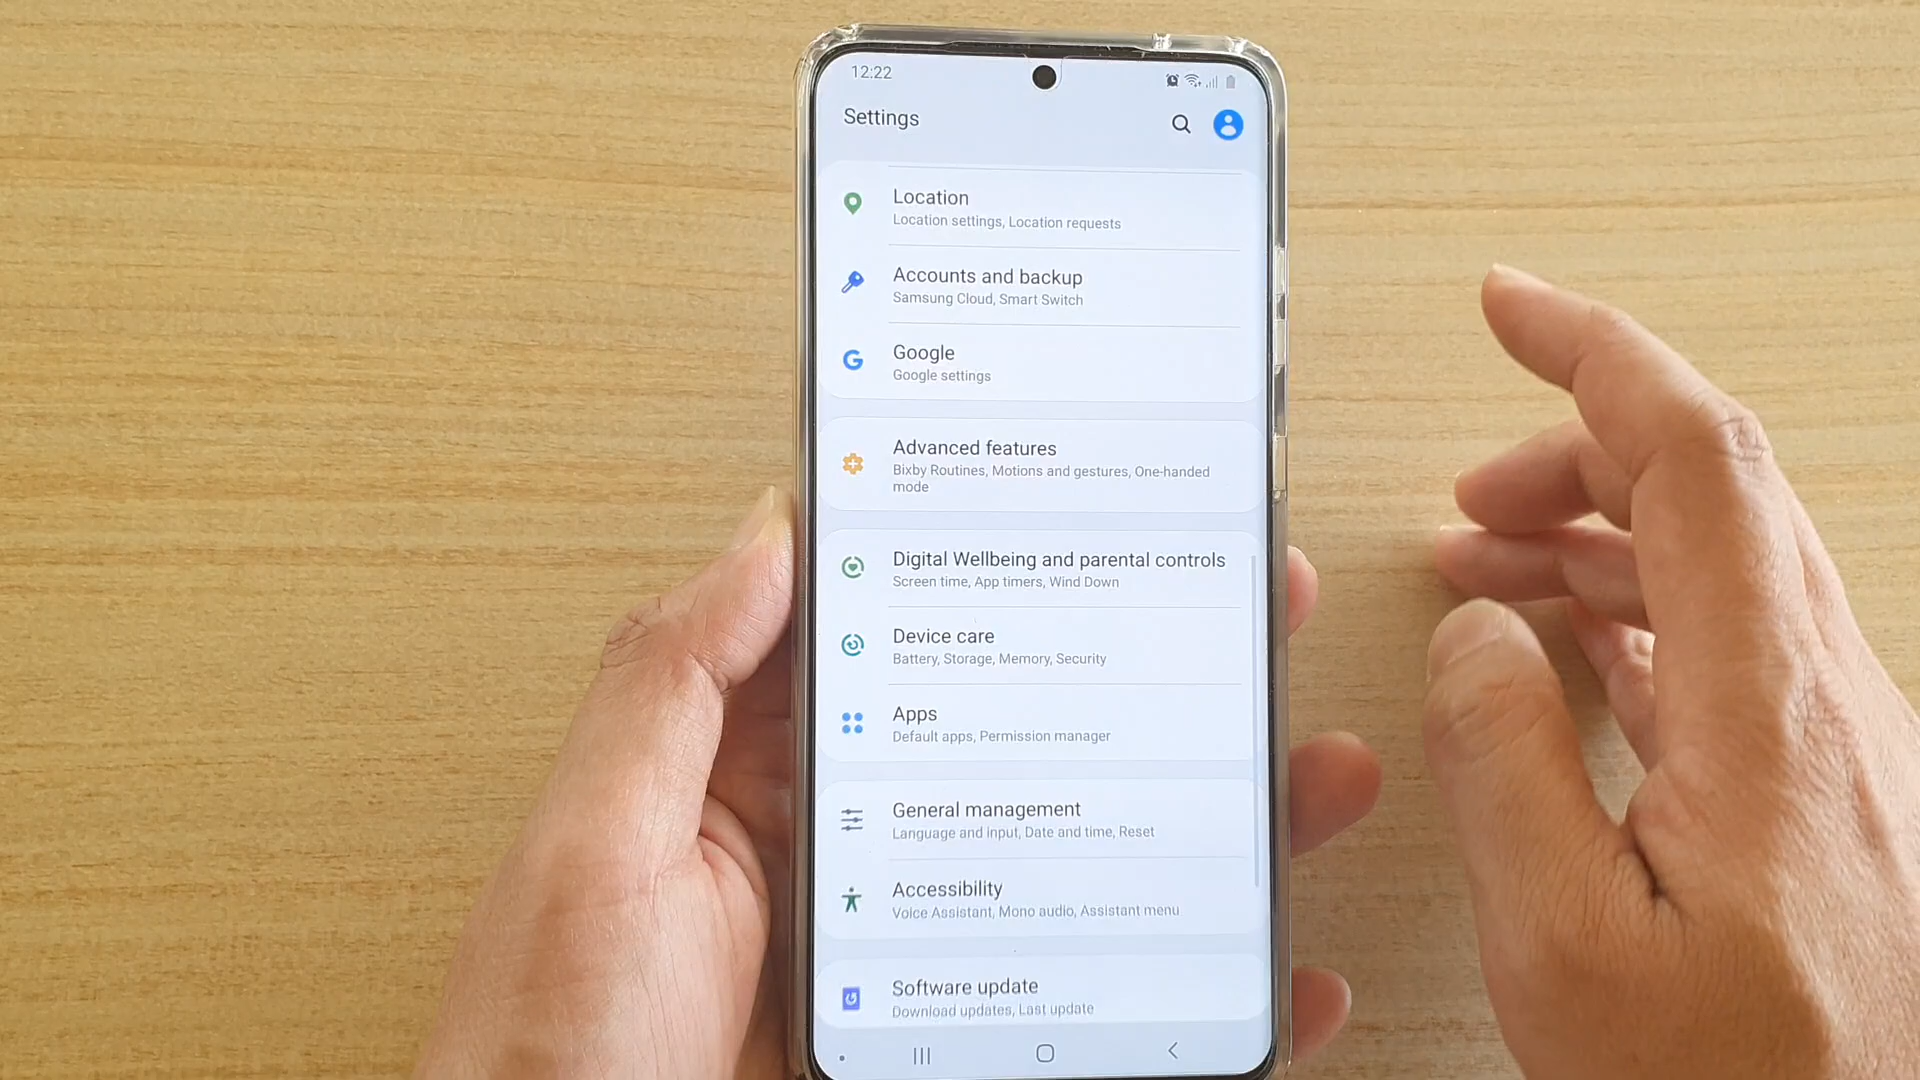 12:22
Settings
Location
Location settings, Location requests
Accounts and backup
Samsung Cloud, Smart Switch
Google
Google settings
Advanced features
Bixby Routines, Motions and gestures, One-handed
mode
Digital Wellbeing and parental controls
Screen time, App timers, Wind Down
Device care
Battery, Storage, Memory, Security
Apps
Default apps, Permission manager
General management
Language and input, Date and time, Reset
Accessibility
Voice Assistant, Mono audio, Assistant menu
Software update
Download updates, Last update